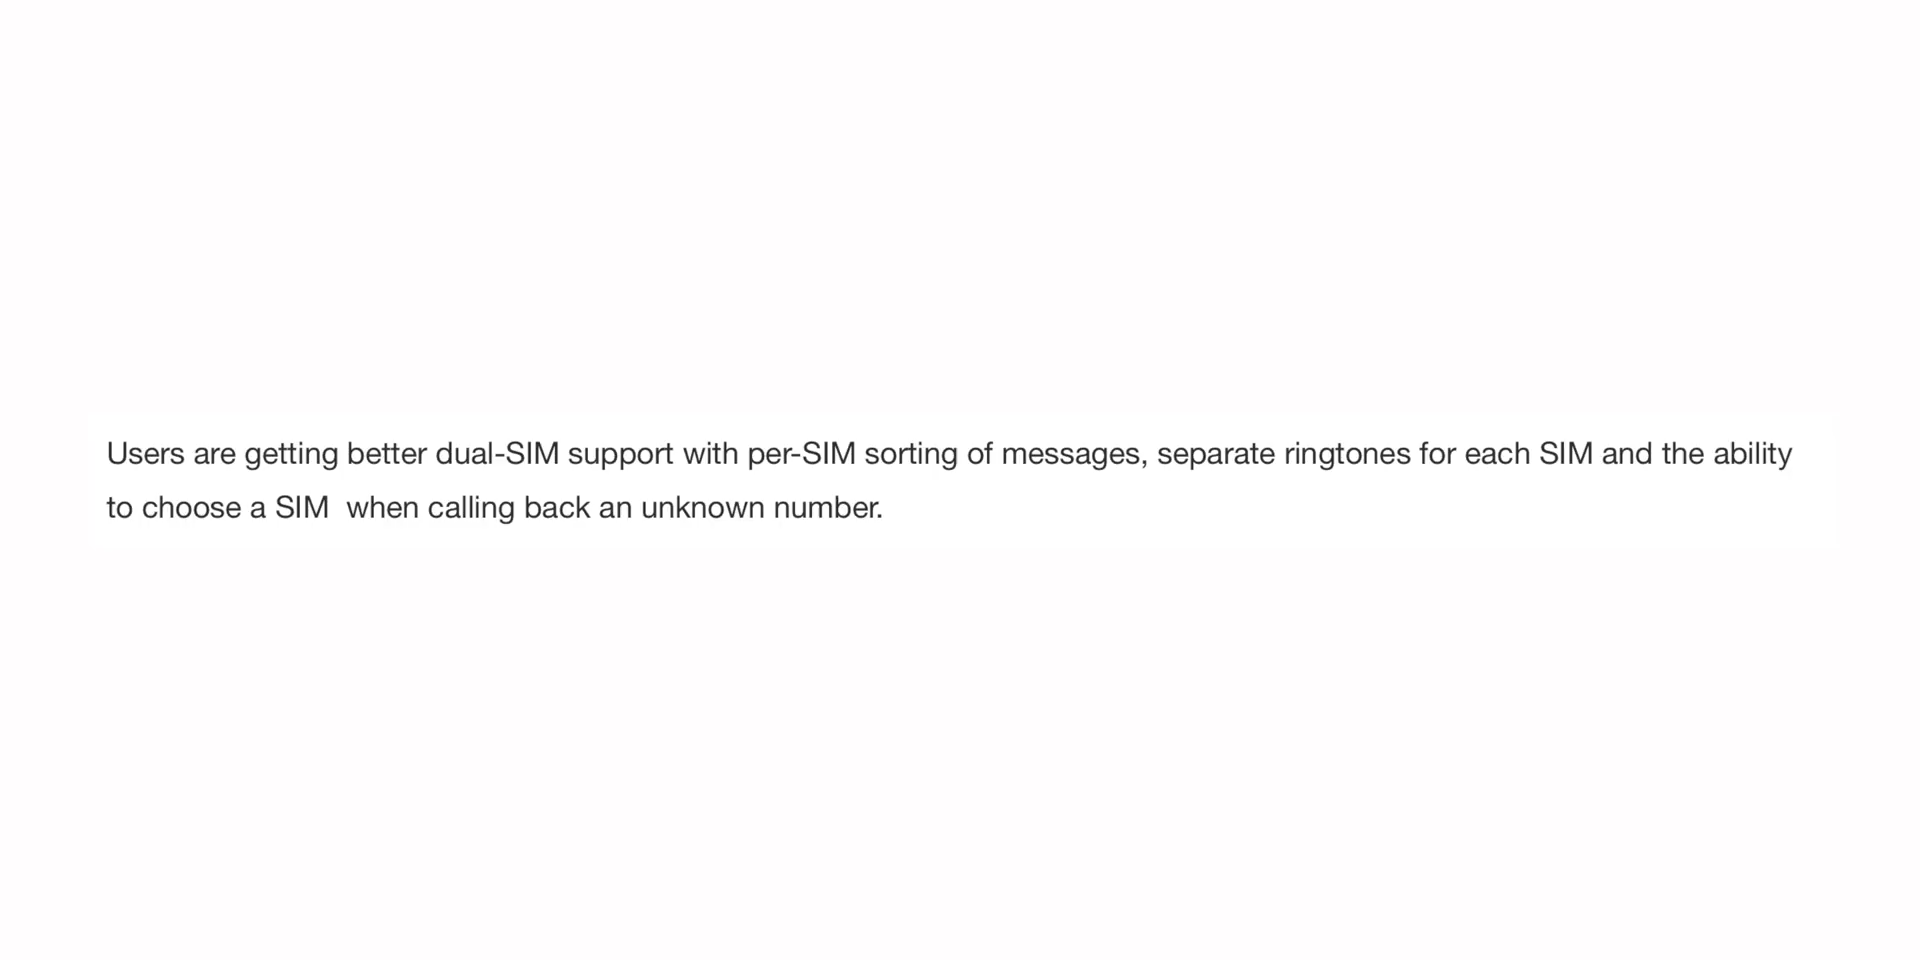 Users are getting better dual-SIM support with per-SIM sorting of messages, separate ringtones for each SIM and the ability
to choose a SIM  when calling back an unknown number.